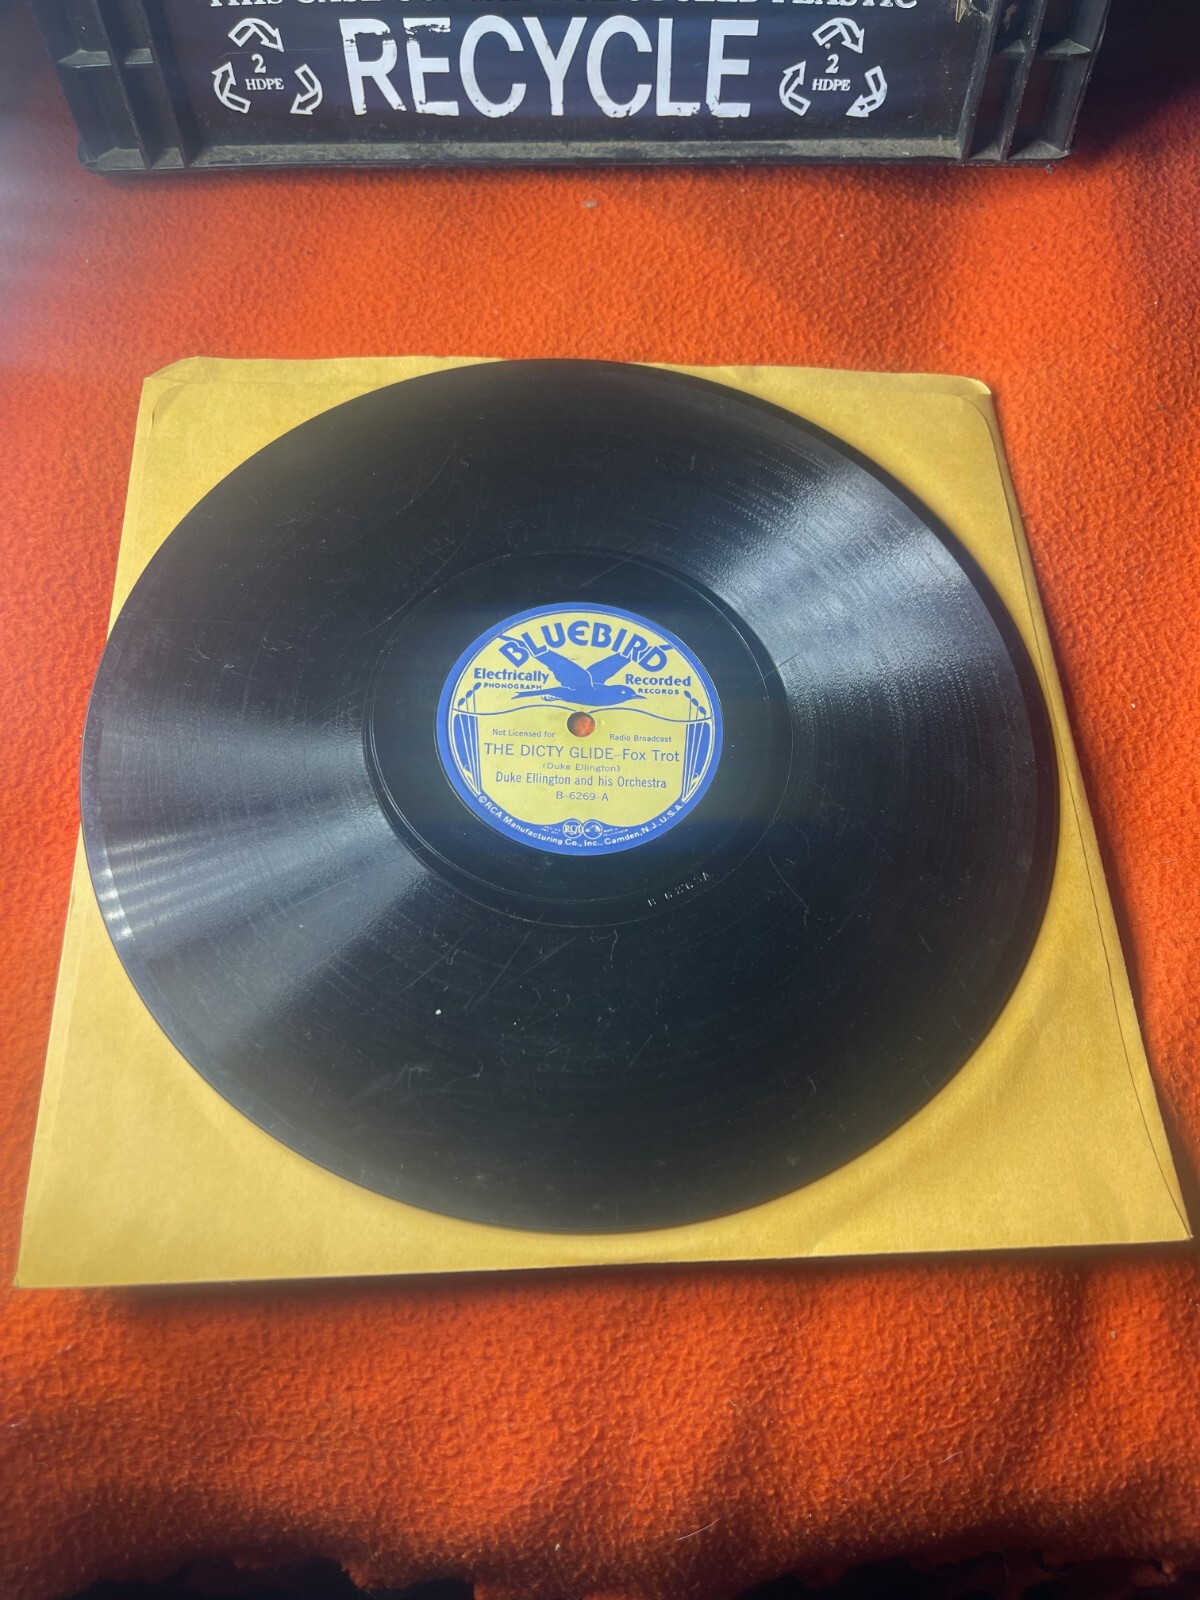 RECYCLE
2
HDPE
2
HDPE
BLUEBIRD
Electrically Recorded
PHONOGRAPH RECORDS
Not Licensed for Radio Broadcast
THE DICTY GLIDE-Fox Trot
(Duke Ellington)
Duke Ellington and his Orchestra
B-6269-A
RCA
© RCA Manufacturing Co., Inc., Camden, N.J., U.S.A.